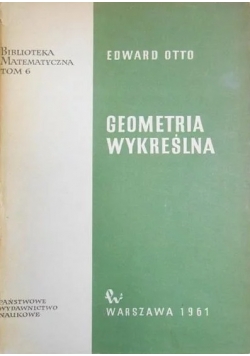 BIBLIOTEKA
MATEMATYCZNA
TOM 6
EDWARD OTTO
GEOMETRIA
WYKREŚLNA
PAŃSTWOWE
WYDAWNICTWO
NAUKOWE
WARSZAWA 1961